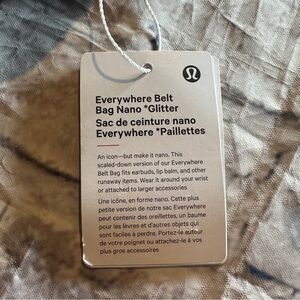 Everywhere Belt
Bag Nano *Glitter
Sac de ceinture nano
Everywhere *Paillettes
An icon—but make it nano. This
scaled-down version of our Everywhere
Belt Bag fits earbuds, lip balm, and other
runaway items. Wear it around your wrist
or attached to larger accessories.
Une icône, en forme nano. Cette plus
petite version de notre sac Everywhere
peut contenir des oreillettes, un baume
pour les lèvres et d'autres objets qui
sont faciles à perdre. Portez-le autour
de votre poignet ou attachez-le à vos
plus gros accessoires